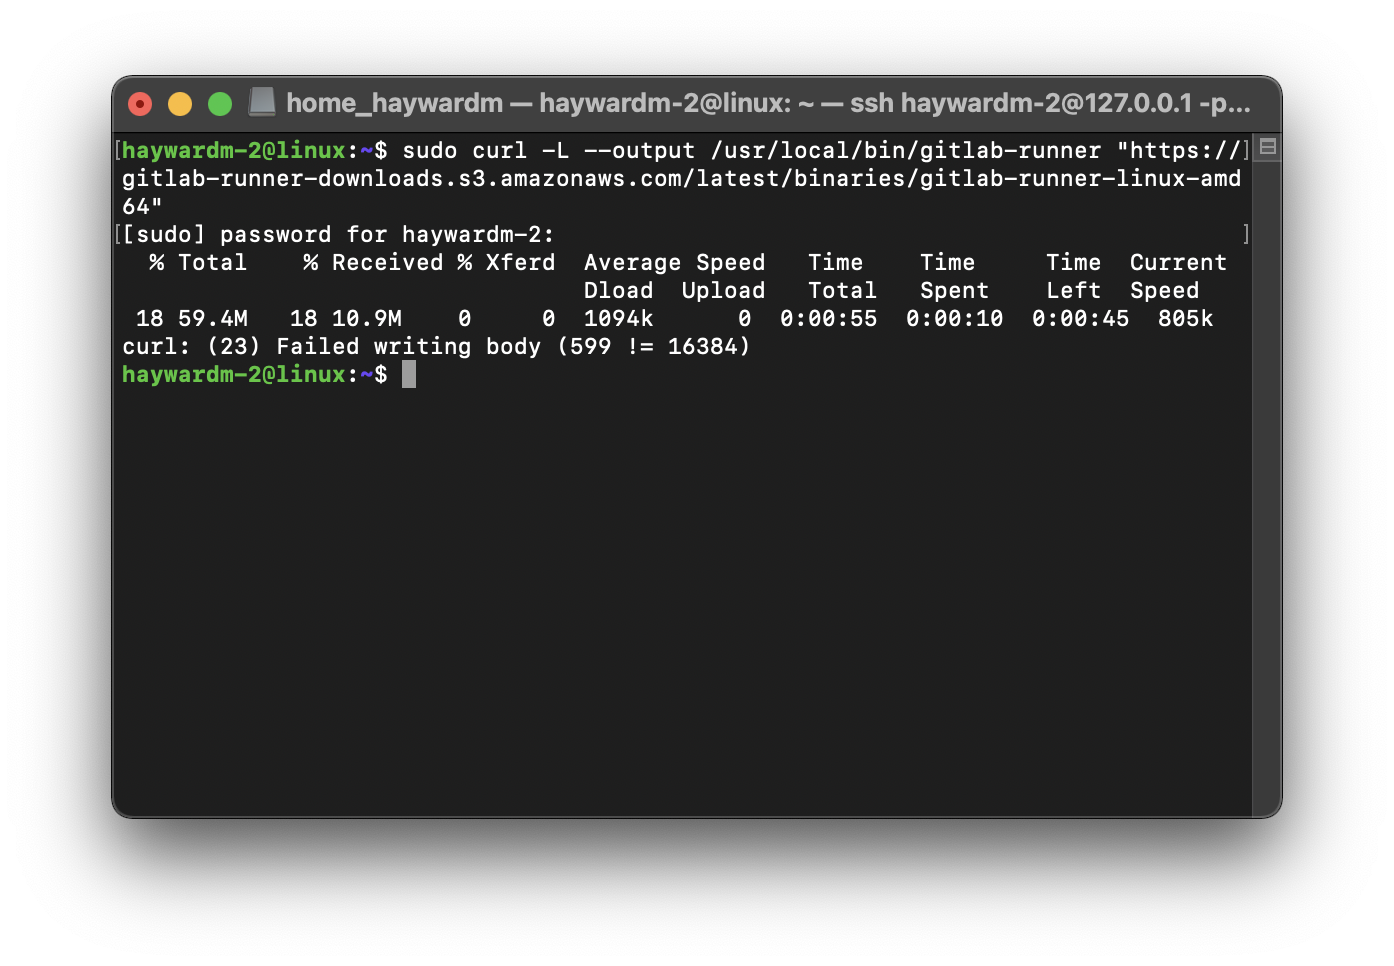 home_haywardm — haywardm-2@linux: ~ — ssh haywardm-2@127.0.0.1 -p...
[haywardm-2@linux:~$ sudo curl -L --output /usr/local/bin/gitlab-runner "https://]
gitlab-runner-downloads.s3.amazonaws.com/latest/binaries/gitlab-runner-linux-amd
64"
[[sudo] password for haywardm-2: ]
  % Total    % Received % Xferd  Average Speed   Time    Time     Time  Current
                                 Dload  Upload   Total   Spent    Left  Speed
 18 59.4M   18 10.9M    0     0  1094k      0  0:00:55  0:00:10  0:00:45  805k
curl: (23) Failed writing body (599 != 16384)
haywardm-2@linux:~$